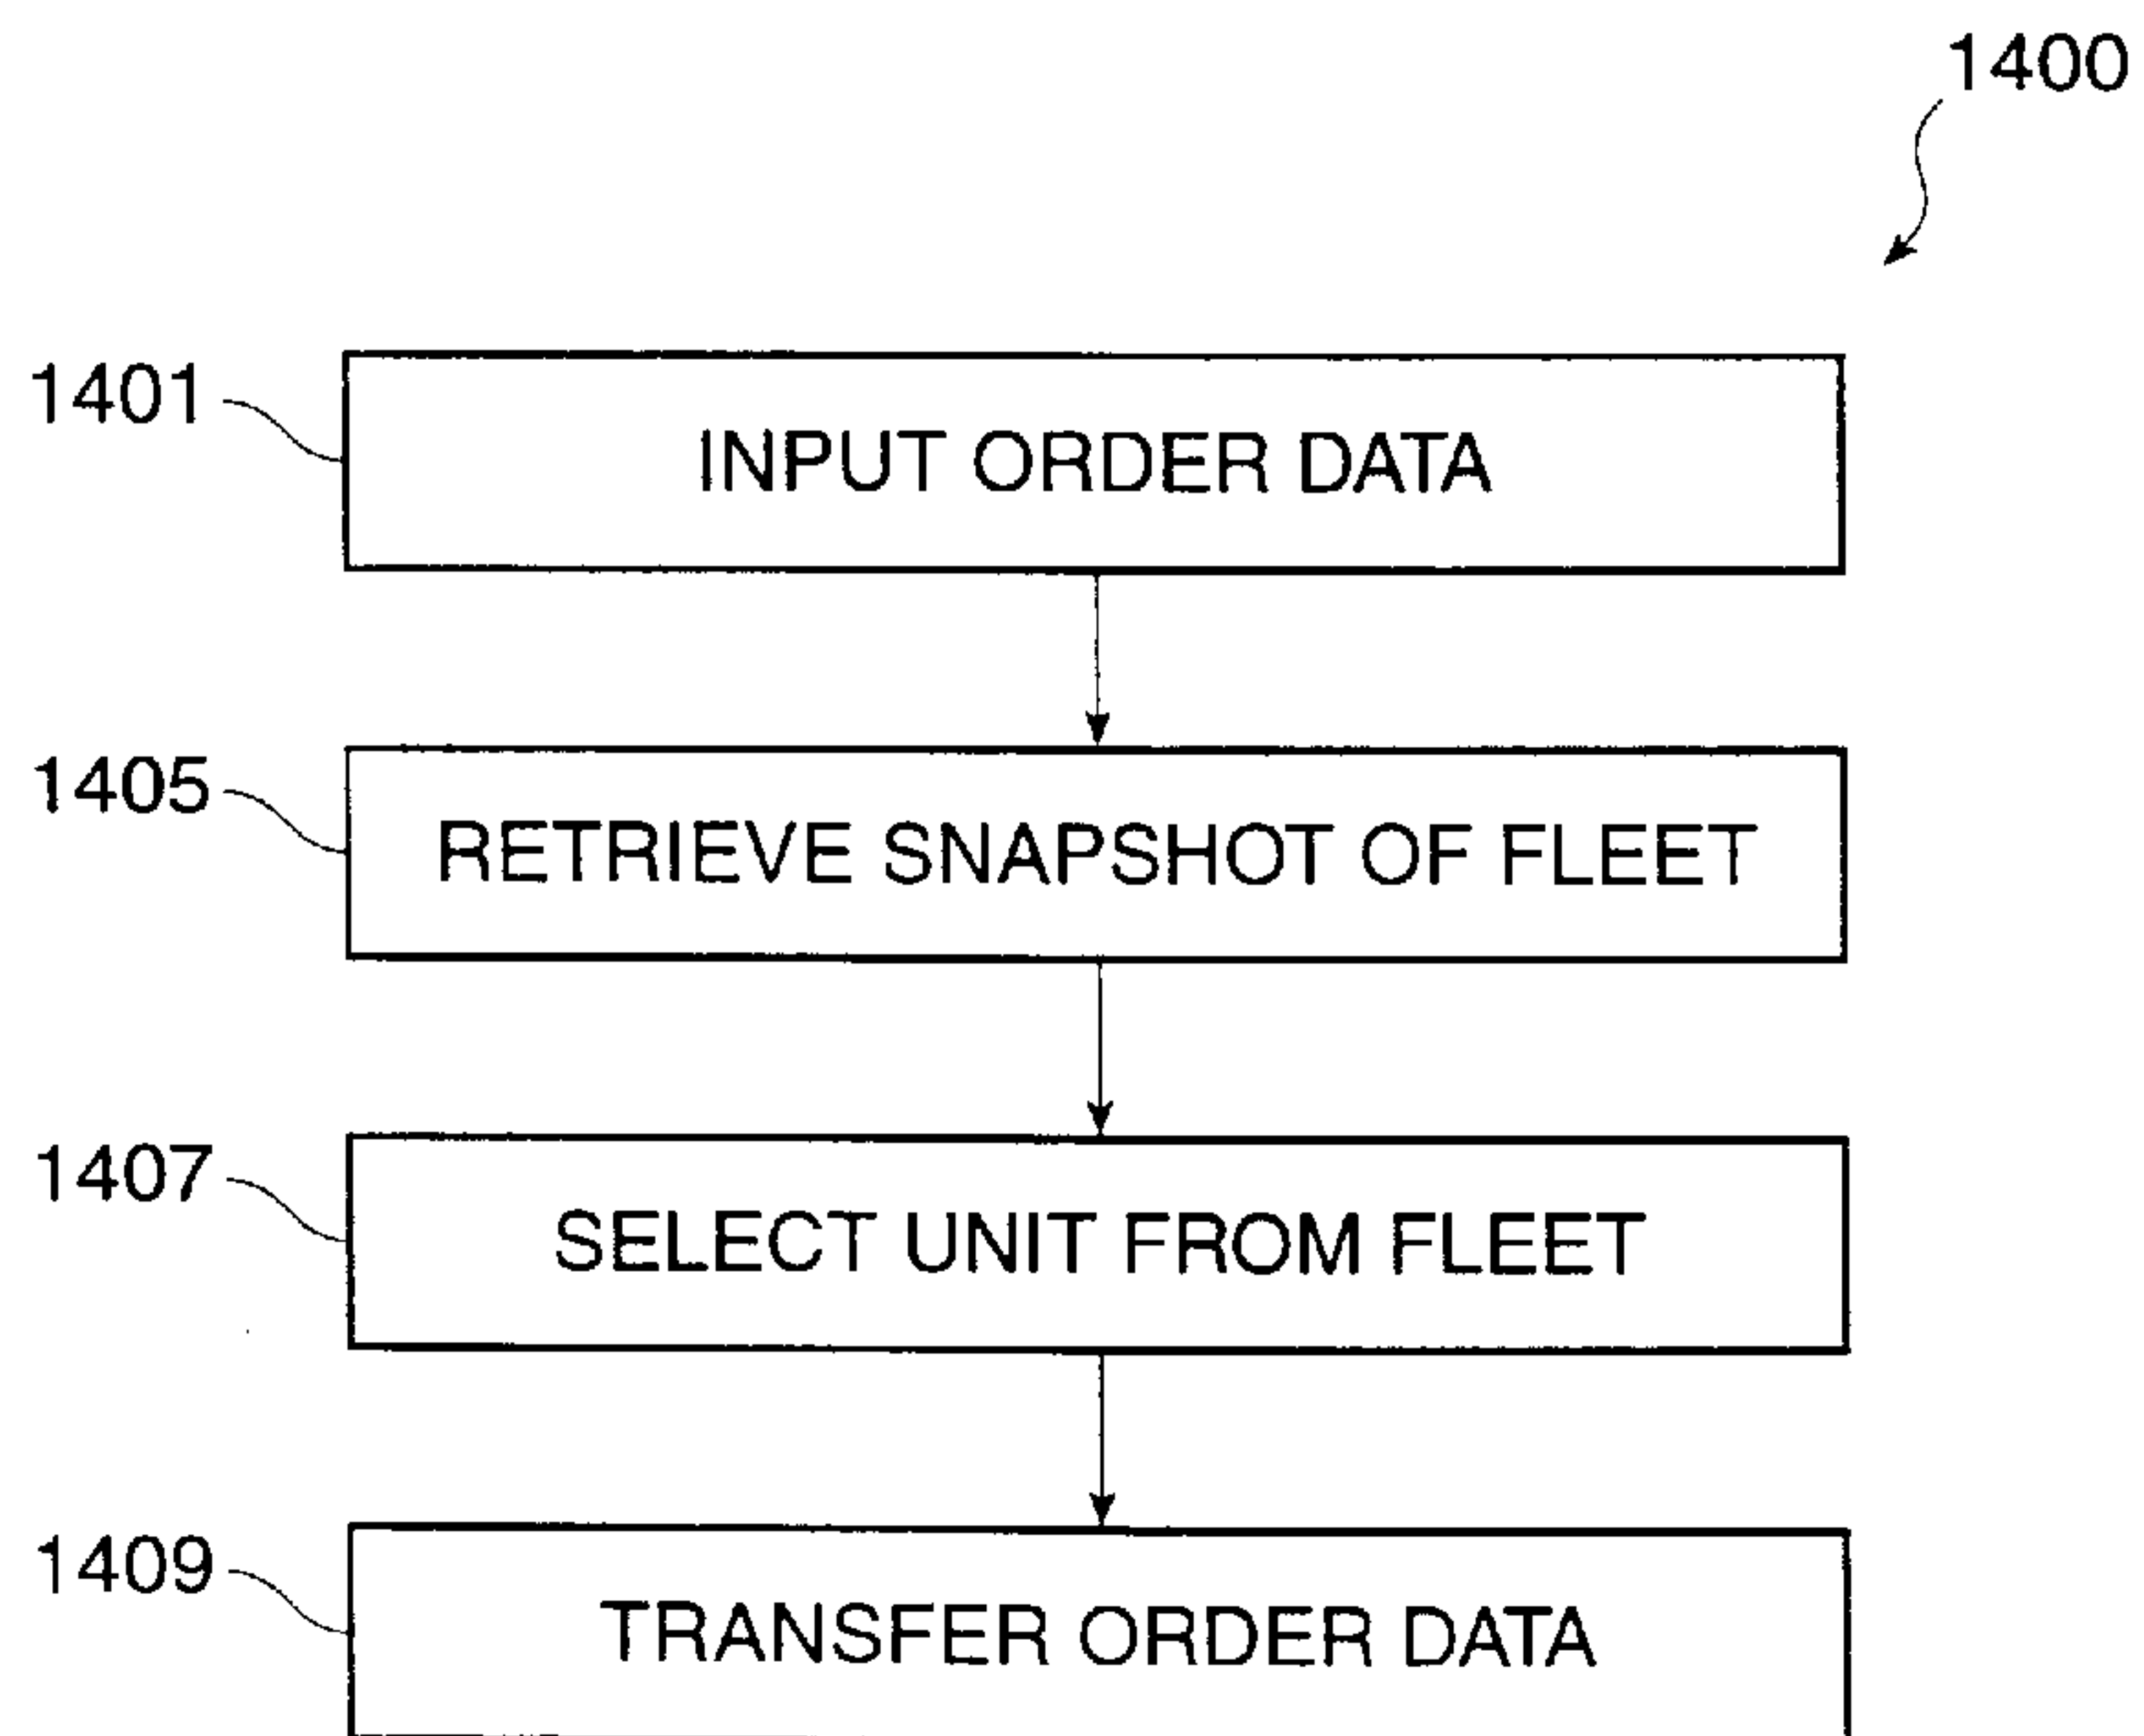 1400
1401
INPUT ORDER DATA
1405
RETRIEVE SNAPSHOT OF FLEET
1407
SELECT UNIT FROM FLEET
1409
TRANSFER ORDER DATA